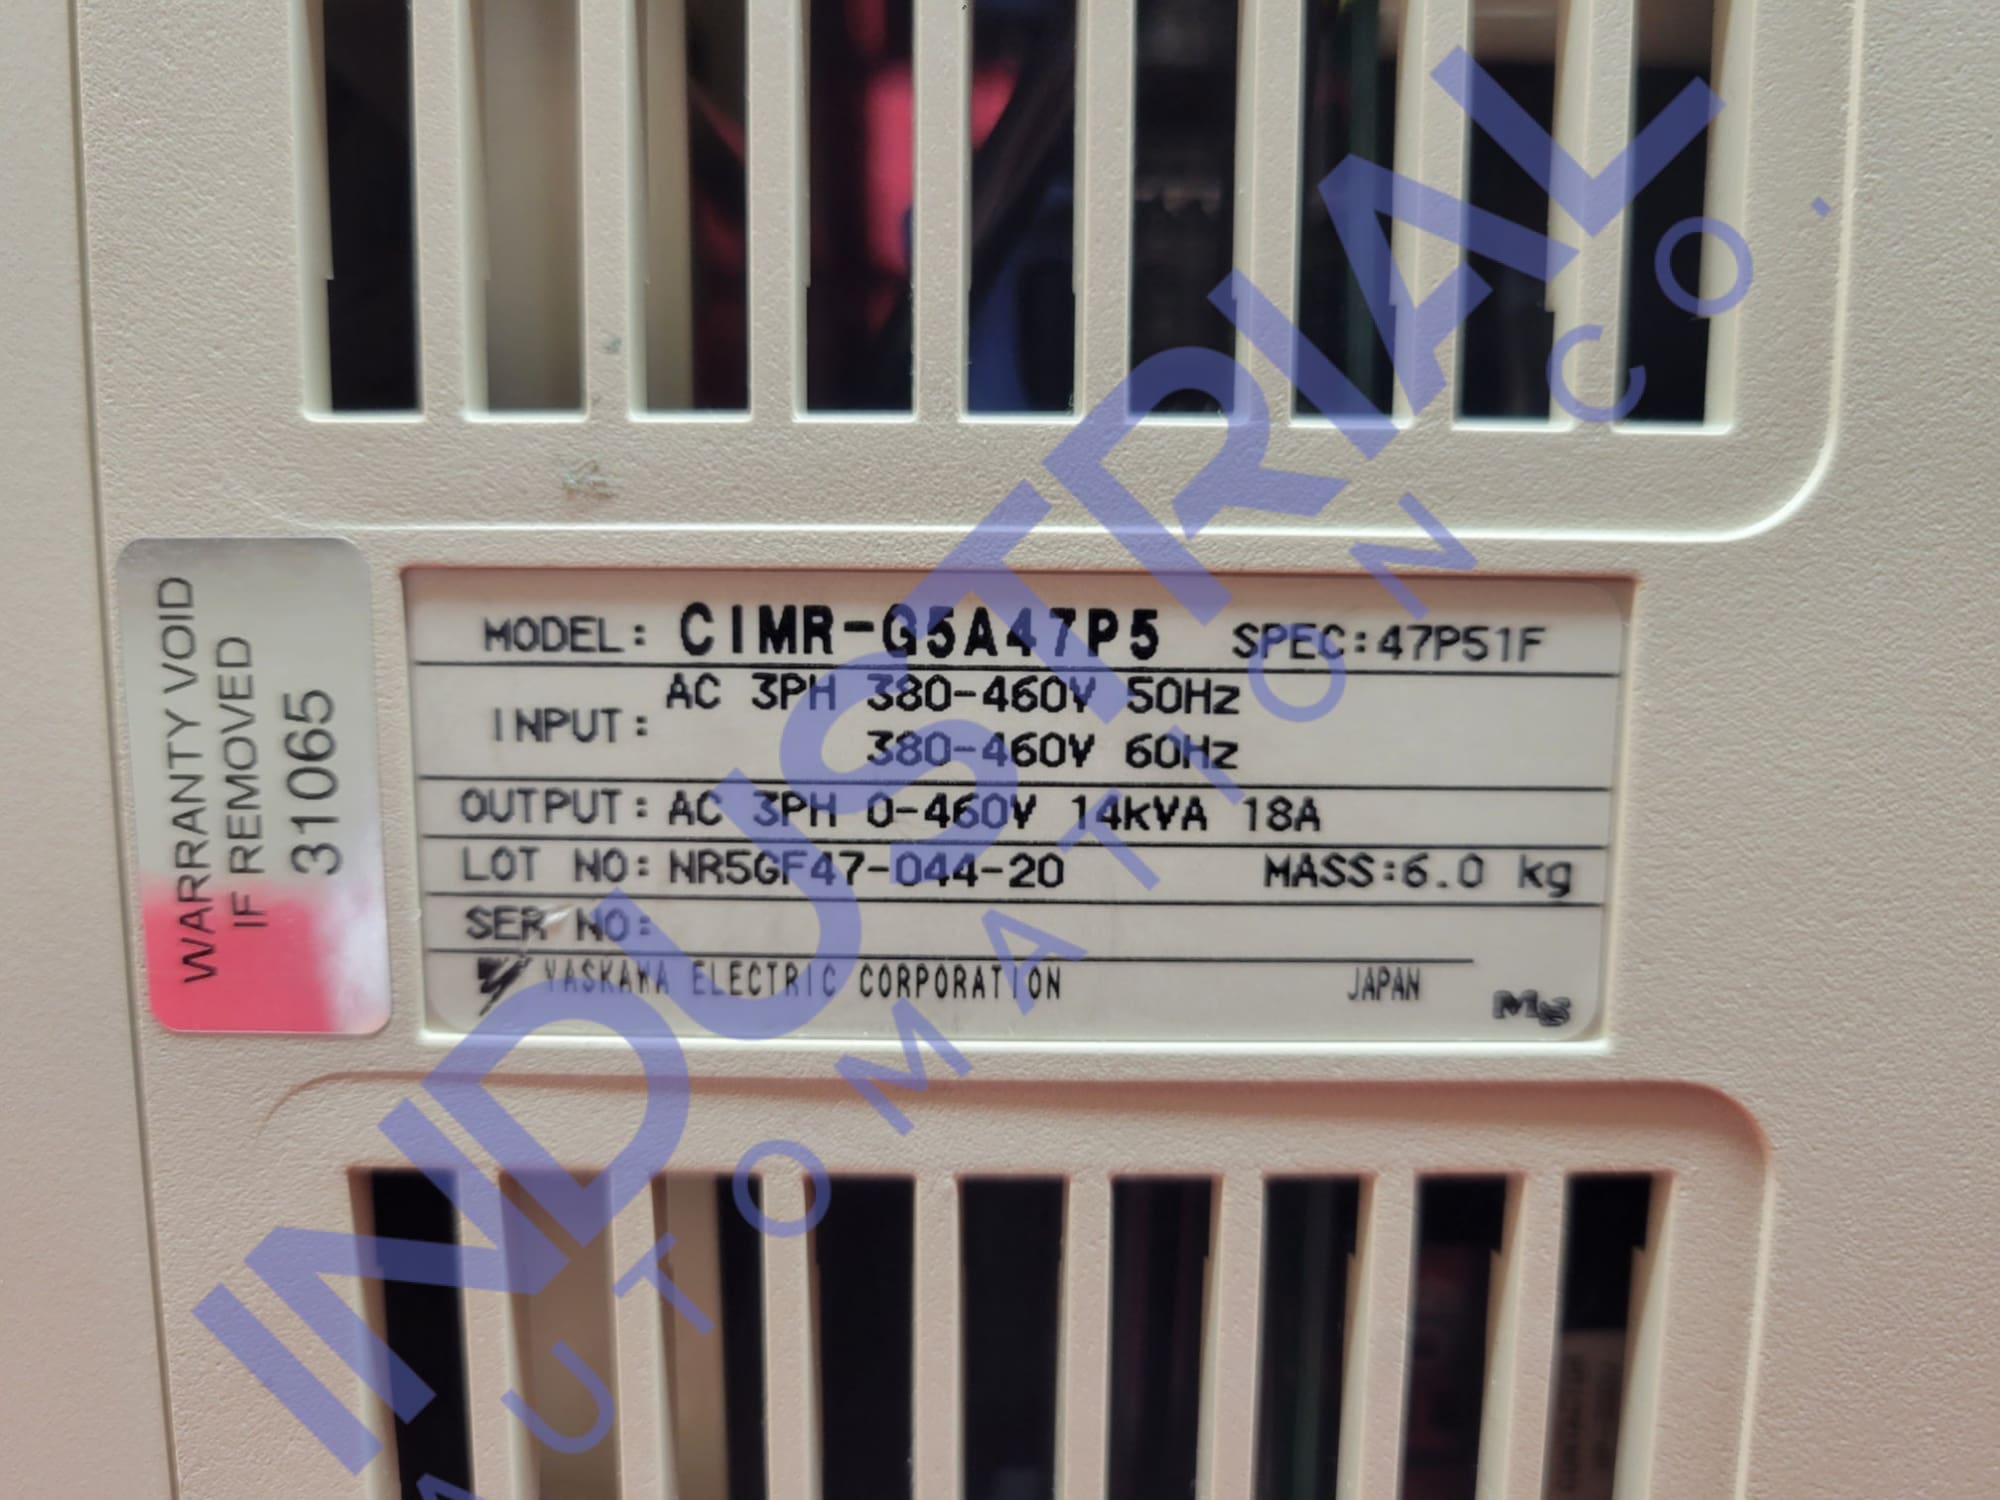 WARRANTY VOID
IF REMOVED
31065
MODEL: CIMR-G5A47P5 SPEC:47P51F
INPUT: AC 3PH 380-460V 50Hz
380-460V 60Hz
OUTPUT: AC 3PH 0-460V 14kVA 18A
LOT NO: NR5GF47-044-20 MASS:6.0 kg
SER NO:
YASKAWA ELECTRIC CORPORATION JAPAN
INDUSTRIAL
AUTOMATION CO.